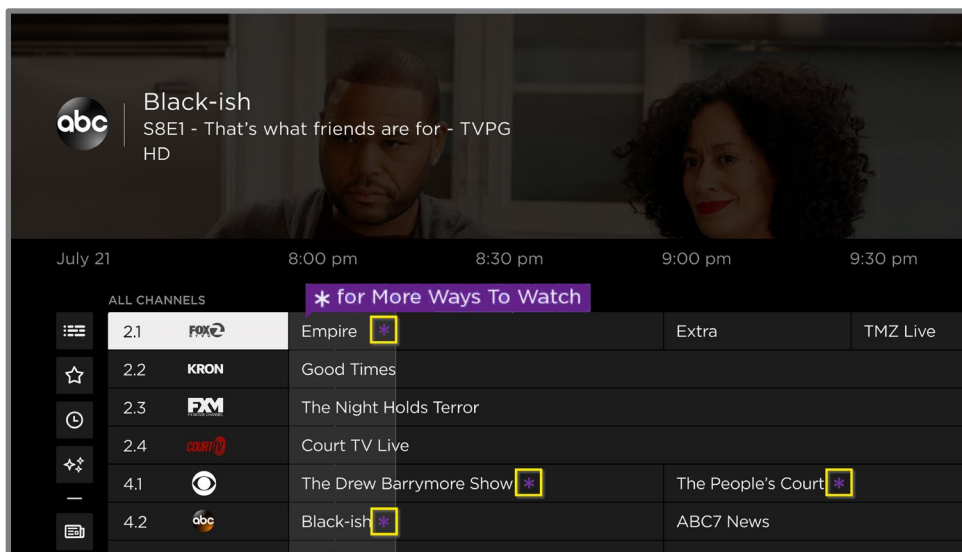 abc
Black-ish
S8E1 - That's what friends are for - TVPG
HD
July 21 8:00 pm 8:30 pm 9:00 pm 9:30 pm
* for More Ways To Watch
ALL CHANNELS
2.1 FOX 2 Empire * Extra TMZ Live
2.2 KRON Good Times
2.3 FXM The Night Holds Terror
2.4 COURT TV Court TV Live
4.1 The Drew Barrymore Show * The People's Court *
4.2 abc Black-ish * ABC7 News